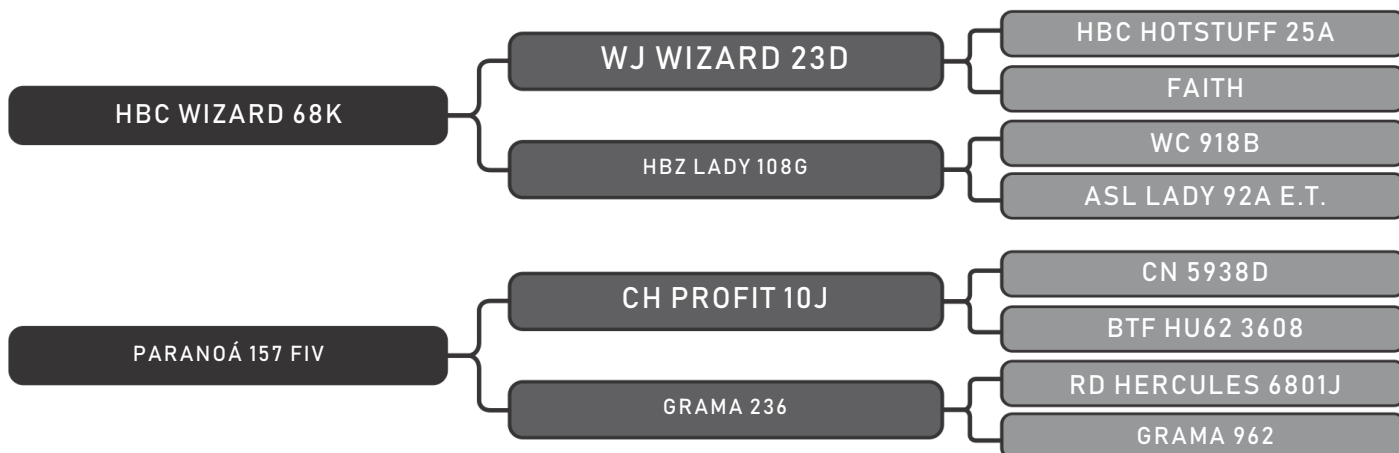 HBC WIZARD 68K
WJ WIZARD 23D
HBC HOTSTUFF 25A
FAITH
HBZ LADY 108G
WC 918B
ASL LADY 92A E.T.
PARANOÁ 157 FIV
CH PROFIT 10J
CN 5938D
BTF HU62 3608
GRAMA 236
RD HERCULES 6801J
GRAMA 962